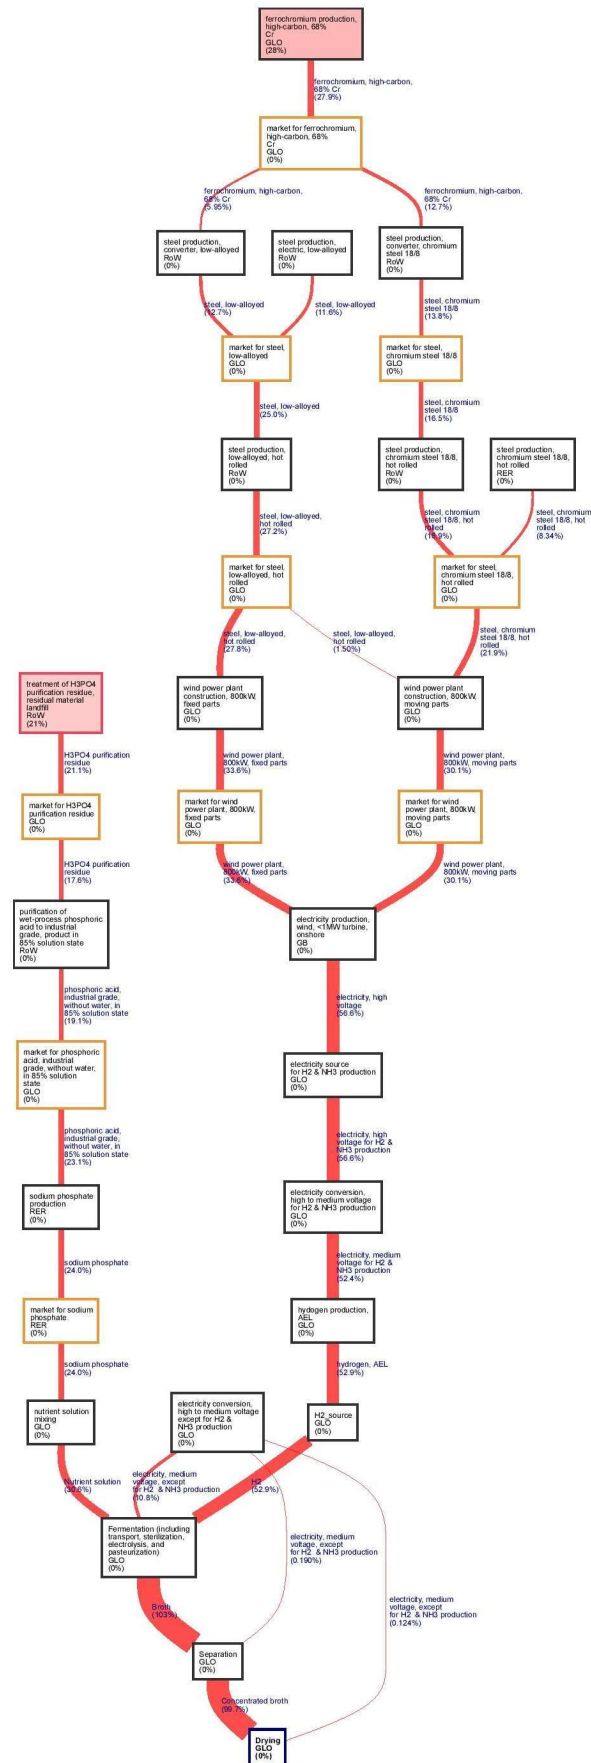 ferrochromium production,
high-carbon, 68%
Cr
GLO
(28%)
ferrochromium, high-carbon,
68% Cr
(27.9%)
market for ferrochromium,
high-carbon, 68%
Cr
GLO
(0%)
ferrochromium, high-carbon,
68% Cr
(5.95%)
ferrochromium, high-carbon,
68% Cr
(12.7%)
steel production,
converter, low-alloyed
RoW
(0%)
steel production,
electric, low-alloyed
RoW
(0%)
steel production,
converter, chromium
steel 18/8
RoW
(0%)
steel, low-alloyed
(12.7%)
steel, low-alloyed
(11.6%)
steel, chromium
steel 18/8
(13.8%)
market for steel,
low-alloyed
GLO
(0%)
market for steel,
chromium steel 18/8
GLO
(0%)
steel, low-alloyed
(25.0%)
steel, chromium
steel 18/8
(16.5%)
steel production,
low-alloyed, hot
rolled
RoW
(0%)
steel production,
chromium steel 18/8,
hot rolled
RoW
(0%)
steel production,
chromium steel 18/8,
hot rolled
RER
(0%)
steel, low-alloyed,
hot rolled
(27.2%)
steel, chromium
steel 18/8, hot
rolled
steel, chromium
steel 18/8, hot
rolled
(8.34%)
market for steel,
low-alloyed, hot
rolled
GLO
(0%)
market for steel,
chromium steel 18/8,
hot rolled
GLO
(0%)
steel, low-alloyed,
hot rolled
(27.8%)
steel, low-alloyed,
hot rolled
(1.50%)
steel, chromium
steel 18/8, hot
rolled
(21.9%)
treatment of H3PO4
purification residue,
residual material
landfill
RoW
(21%)
wind power plant
construction, 800kW,
fixed parts
GLO
(0%)
wind power plant
construction, 800kW,
moving parts
GLO
(0%)
H3PO4 purification
residue
(21.1%)
wind power plant,
800kW, fixed parts
(33.6%)
wind power plant,
800kW, moving parts
(30.1%)
market for H3PO4
purification residue
GLO
(0%)
market for wind
power plant, 800kW,
fixed parts
GLO
(0%)
market for wind
power plant, 800kW,
moving parts
GLO
(0%)
H3PO4 purification
residue
(17.6%)
wind power plant,
800kW, fixed parts
(33.6%)
wind power plant,
800kW, moving parts
(30.1%)
purification of
wet-process phosphoric
acid to industrial
grade, product in
85% solution state
RoW
(0%)
electricity production,
wind, <1MW turbine,
onshore
GB
(0%)
phosphoric acid,
industrial grade,
without water, in
85% solution state
(19.1%)
electricity, high
voltage
(56.6%)
market for phosphoric
acid, industrial
grade, without water,
in 85% solution
state
GLO
(0%)
electricity source
for H2 & NH3 production
GLO
(0%)
phosphoric acid,
industrial grade,
without water, in
85% solution state
(23.1%)
electricity, high
voltage for H2 &
NH3 production
(56.6%)
sodium phosphate
production
RER
(0%)
electricity conversion,
high to medium voltage
for H2 & NH3 production
GLO
(0%)
sodium phosphate
(24.0%)
electricity, medium
voltage for H2 &
NH3 production
(52.4%)
market for sodium
phosphate
RER
(0%)
hydogen production,
AEL
GLO
(0%)
sodium phosphate
(24.0%)
hydrogen, AEL
(52.9%)
nutrient solution
mixing
GLO
(0%)
electricity conversion,
high to medium voltage
except for H2 &
NH3 production
GLO
(0%)
H2_source
GLO
(0%)
Nutrient solution
(30.6%)
electricity, medium
voltage, except
for H2 & NH3 production
(10.8%)
H2
(52.9%)
Fermentation (including
transport, sterilization,
electrolysis, and
pasteurization)
GLO
(0%)
electricity, medium
voltage, except
for H2 & NH3 production
(0.190%)
Broth
(103%)
electricity, medium
voltage, except
for H2 & NH3 production
(0.124%)
Separation
GLO
(0%)
Concentrated broth
(99.7%)
Drying
GLO
(0%)